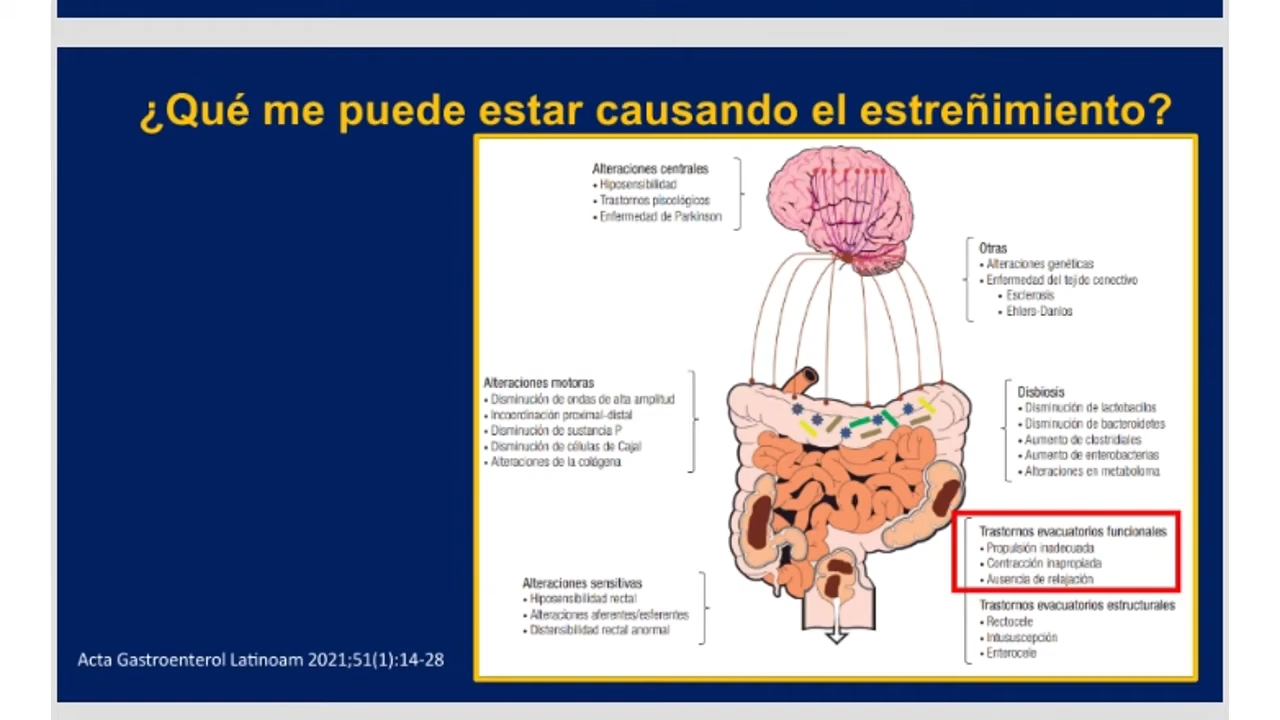 ¿Qué me puede estar causando el estreñimiento?
Alteraciones centrales
• Hiposensibilidad
• Trastornos piscológicos
• Enfermedad de Parkinson
Otras
• Alteraciones genéticas
• Enfermedad del tejido conectivo
• Esclerosis
• Ehlers-Danlos
Alteraciones motoras
• Disminución de ondas de alta amplitud
• Incoordinación proximal-distal
• Disminución de sustancia P
• Disminución de células de Cajal
• Alteraciones de la colágena
Disbiosis
• Disminución de lactobacilos
• Disminución de bacteroidetes
• Aumento de clostridiales
• Aumento de enterobacterias
• Alteraciones en metaboloma
Trastornos evacuatorios funcionales
• Propulsión inadecuada
• Contracción inapropiada
• Ausencia de relajación
Alteraciones sensitivas
• Hiposensibilidad rectal
• Alteraciones aferentes/esferentes
• Distensibilidad rectal anormal
Trastornos evacuatorios estructurales
• Rectocele
• Intususcepción
• Enterocele
Acta Gastroenterol Latinoam 2021;51(1):14-28